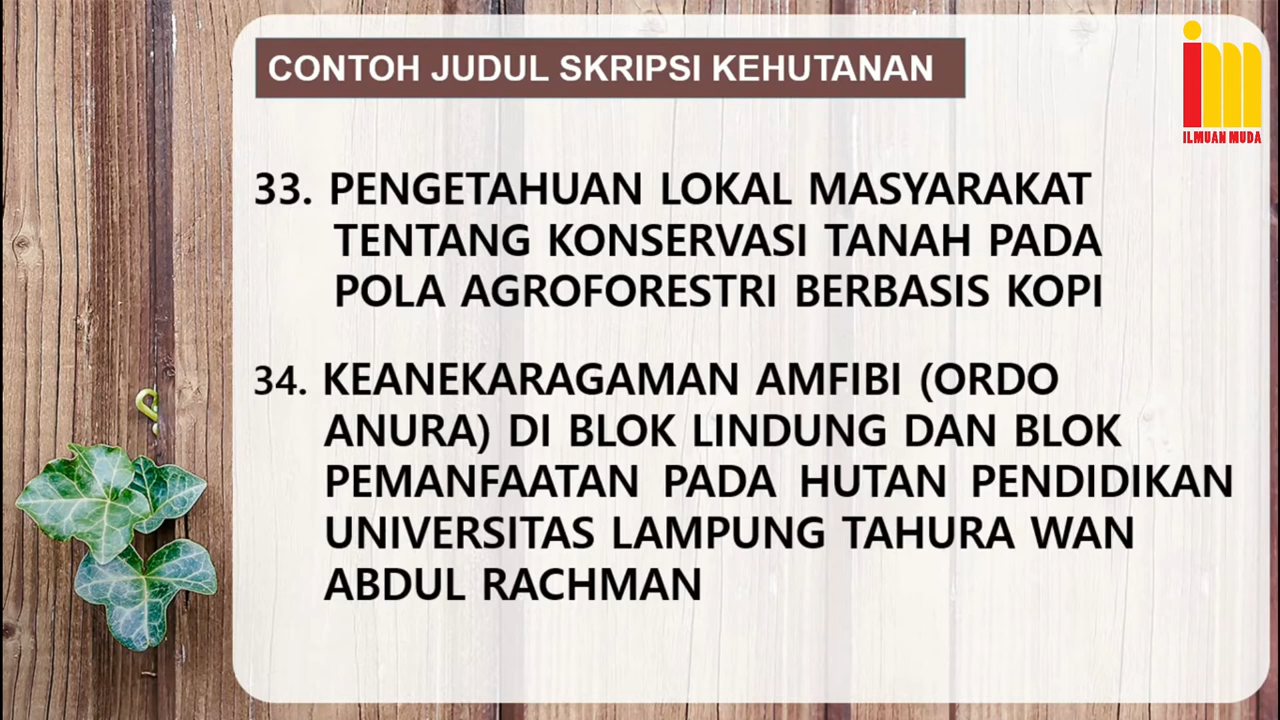 CONTOH JUDUL SKRIPSI KEHUTANAN
im
ILMUAN MUDA
33. PENGETAHUAN LOKAL MASYARAKAT
TENTANG KONSERVASI TANAH PADA
POLA AGROFORESTRI BERBASIS KOPI
34. KEANEKARAGAMAN AMFIBI (ORDO
ANURA) DI BLOK LINDUNG DAN BLOK
PEMANFAATAN PADA HUTAN PENDIDIKAN
UNIVERSITAS LAMPUNG TAHURA WAN
ABDUL RACHMAN